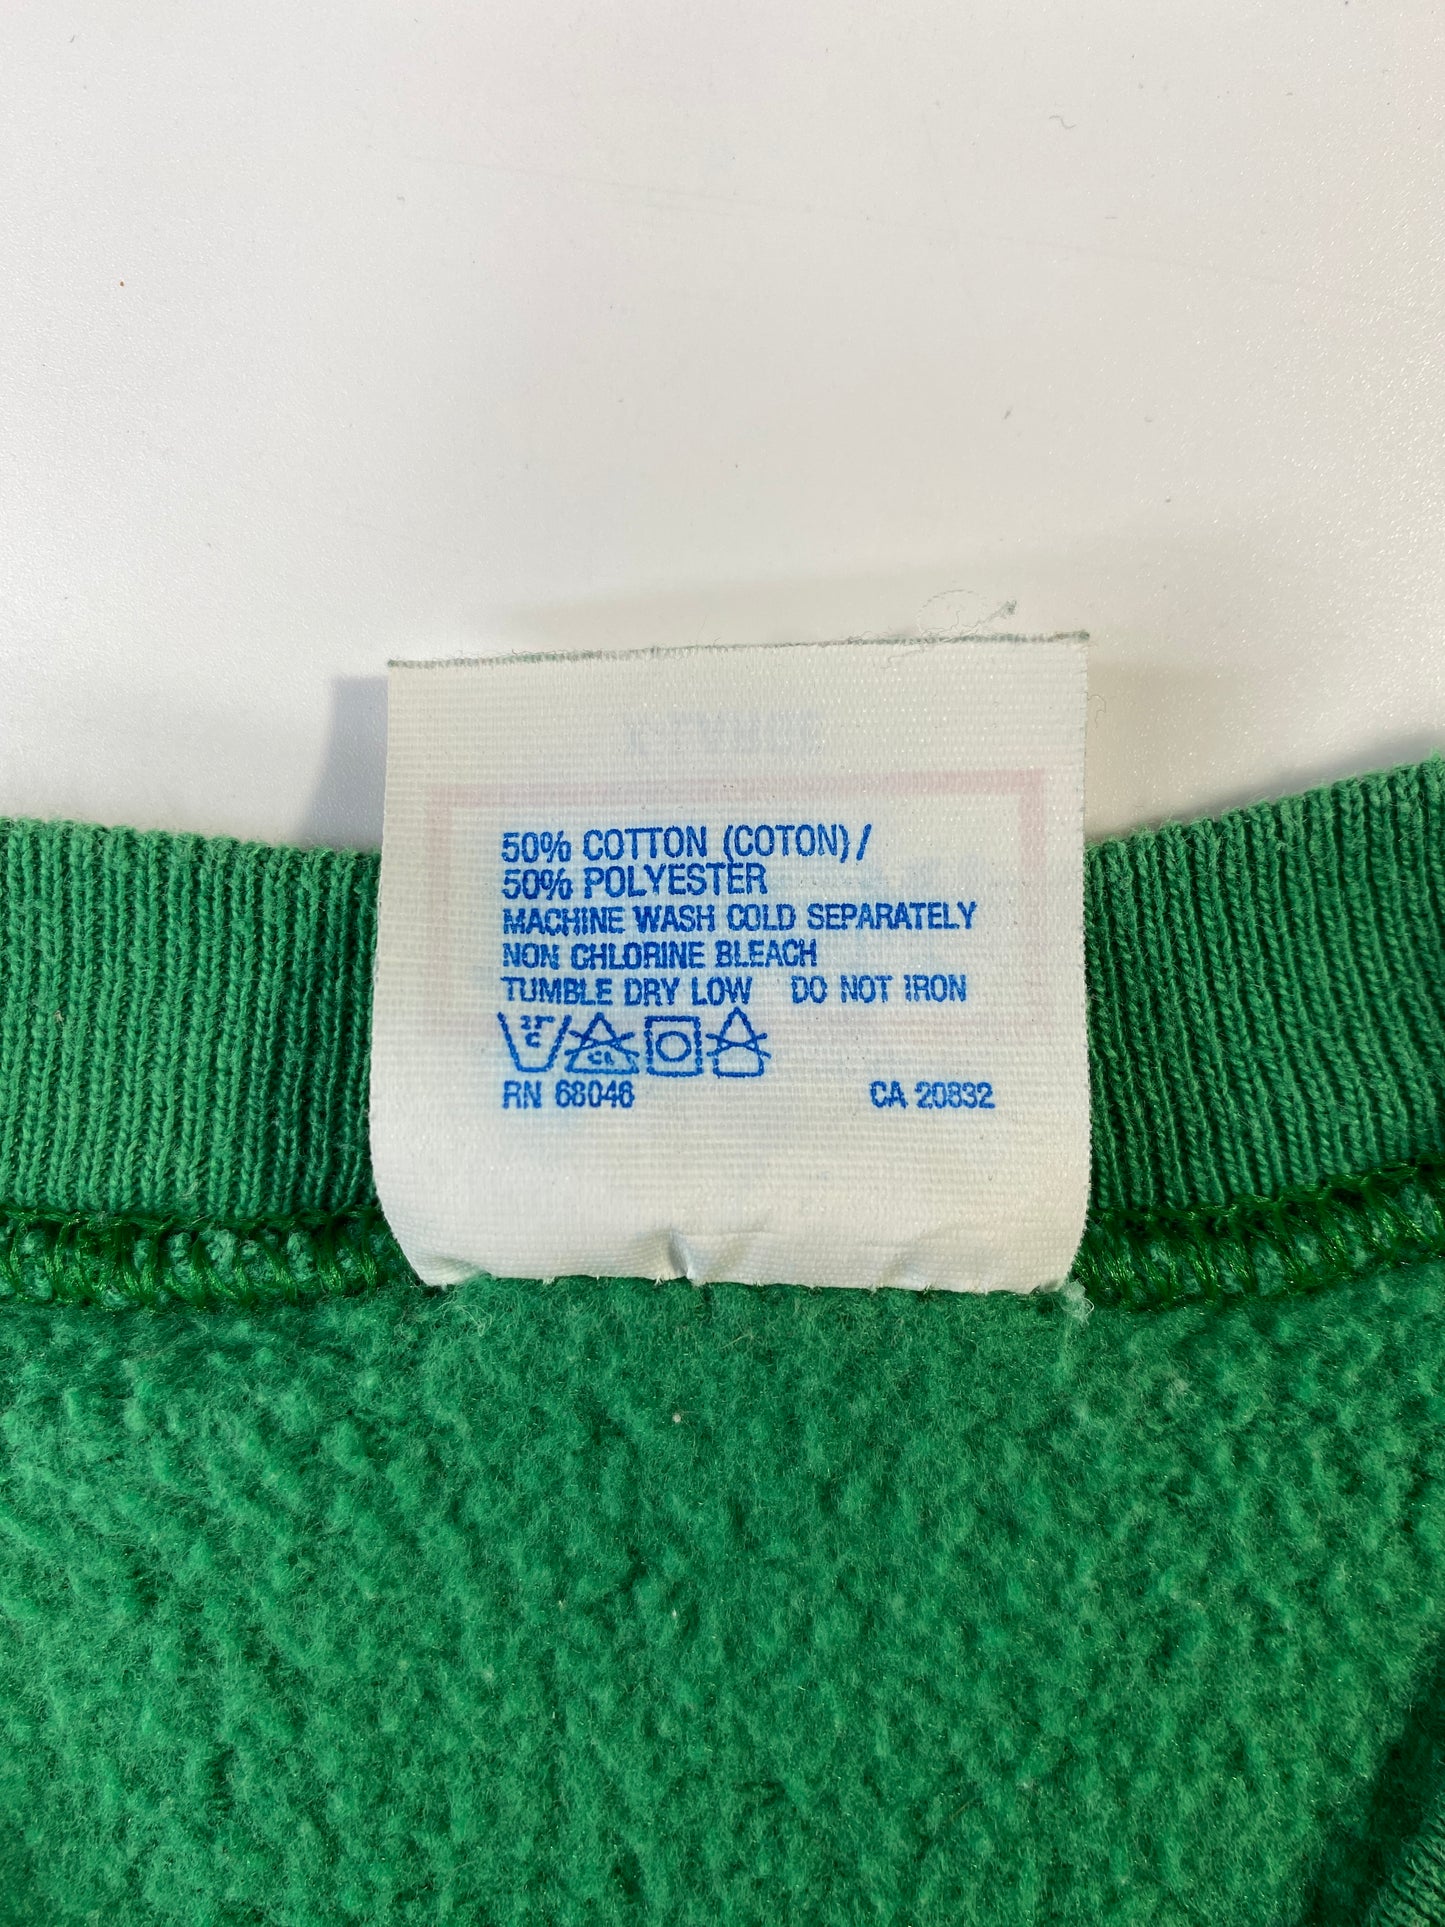 50% COTTON (COTON) /
50% POLYESTER
MACHINE WASH COLD SEPARATELY
NON CHLORINE BLEACH
TUMBLE DRY LOW DO NOT IRON
C CL
RN 68046 CA 20832